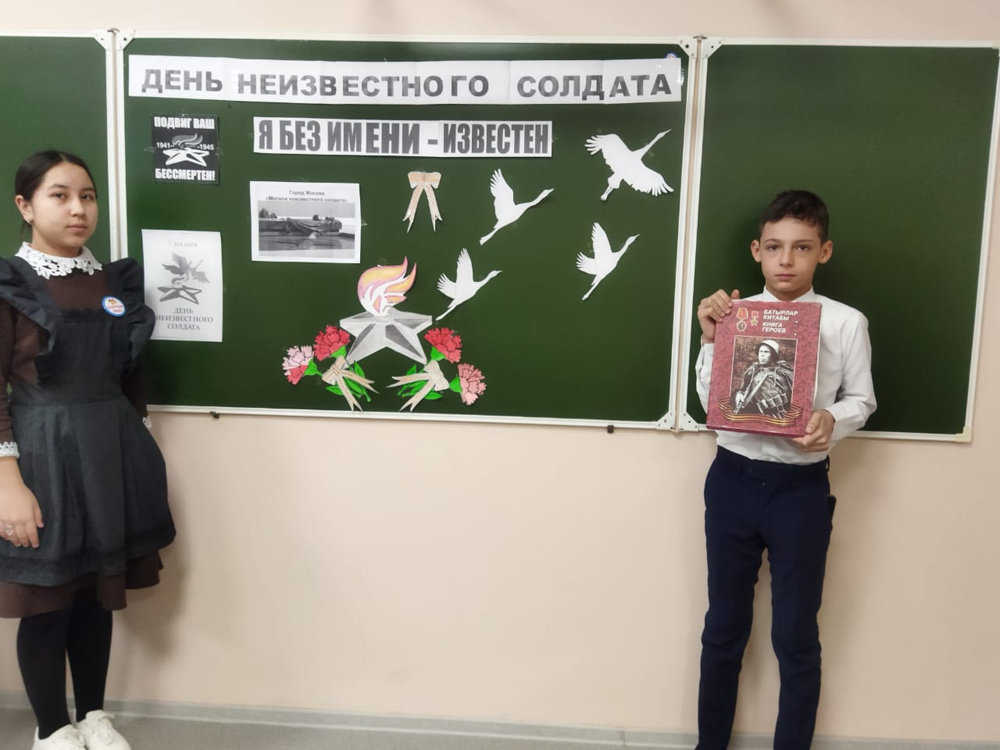 ДЕНЬ НЕИЗВЕСТНОГО СОЛДАТА
Я БЕЗ ИМЕНИ - ИЗВЕСТЕН
ПОДВИГ ВАШ
1941- -1945
БЕССМЕРТЕН!
Город Москва
«Могила неизвестного солдата»
3 ДЕКАБРЯ
ДЕНЬ
НЕИЗВЕСТНОГО
СОЛДАТА
БАТЫРЛАР
КИТАБЫ
КНИГА
ГЕРОЕВ